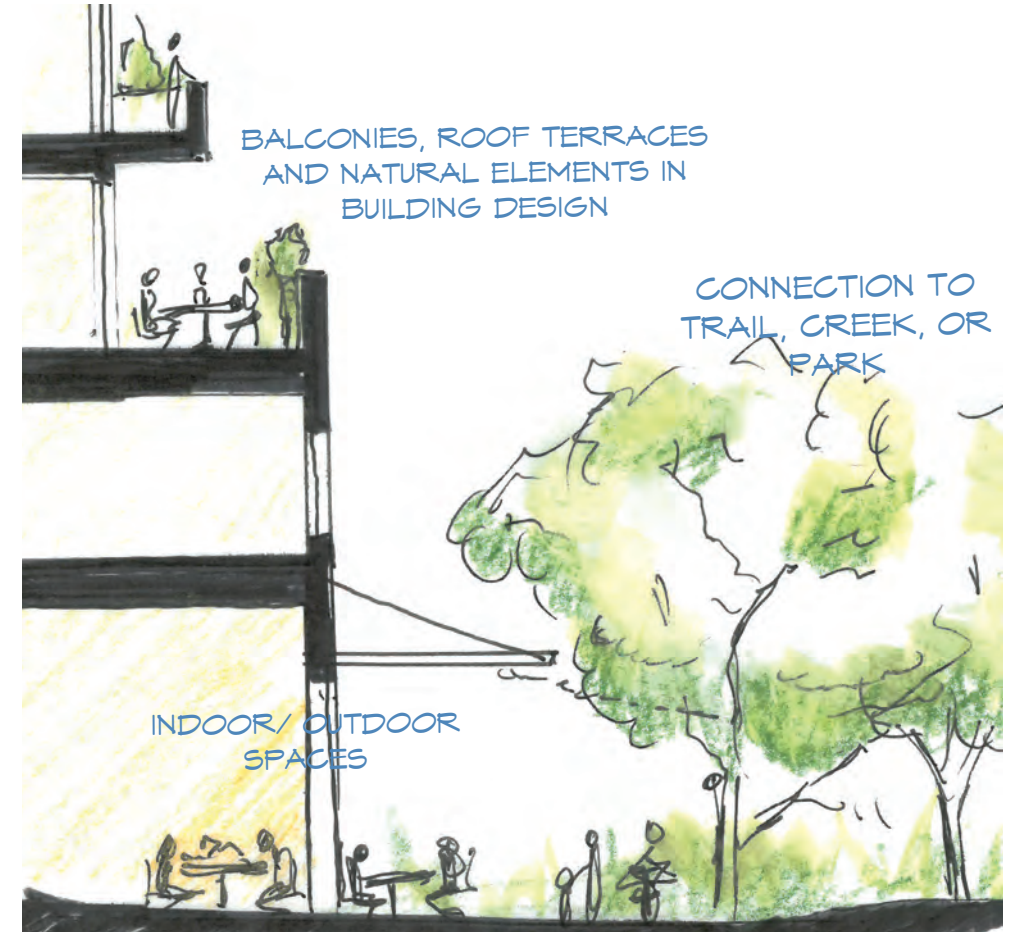 BALCONIES, ROOF TERRACES
AND NATURAL ELEMENTS IN
BUILDING DESIGN
CONNECTION TO
TRAIL, CREEK, OR
PARK
INDOOR/ OUTDOOR
SPACES